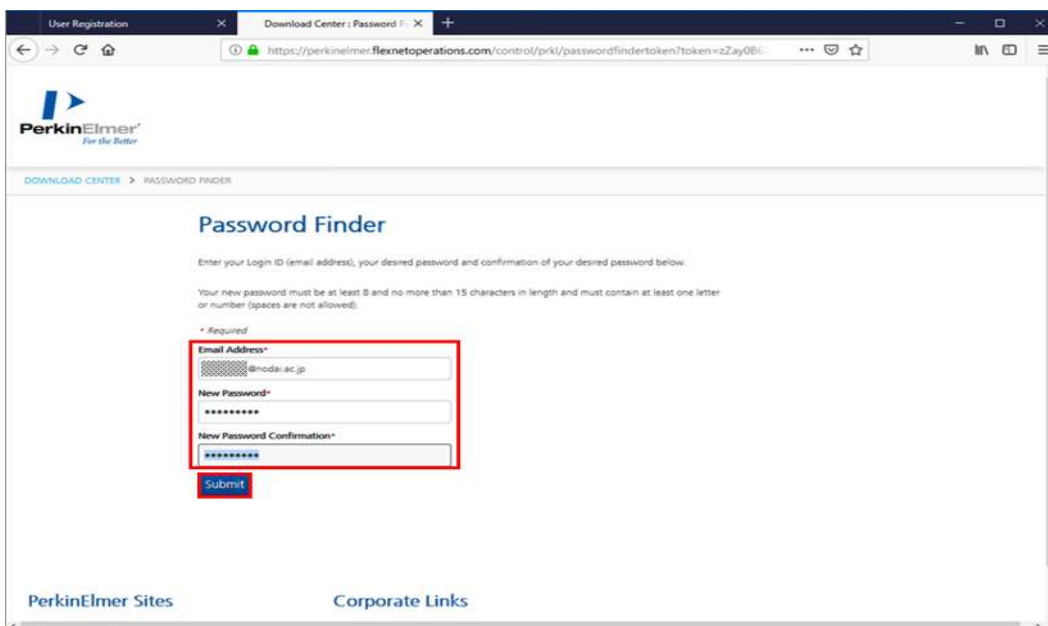 User Registration
Download Center : Password F
https://perkinelmer.flexnetoperations.com/control/prkl/passwordfindertoken?token=zZay0B6
PerkinElmer
For the Better
DOWNLOAD CENTER > PASSWORD FINDER
Password Finder
Enter your Login ID (email address), your desired password and confirmation of your desired password below.
Your new password must be at least 8 and no more than 15 characters in length and must contain at least one letter
or number (spaces are not allowed).
* Required
Email Address*
@nodai.ac.jp
New Password*
•••••••••
New Password Confirmation*
•••••••••
Submit
PerkinElmer Sites
Corporate Links